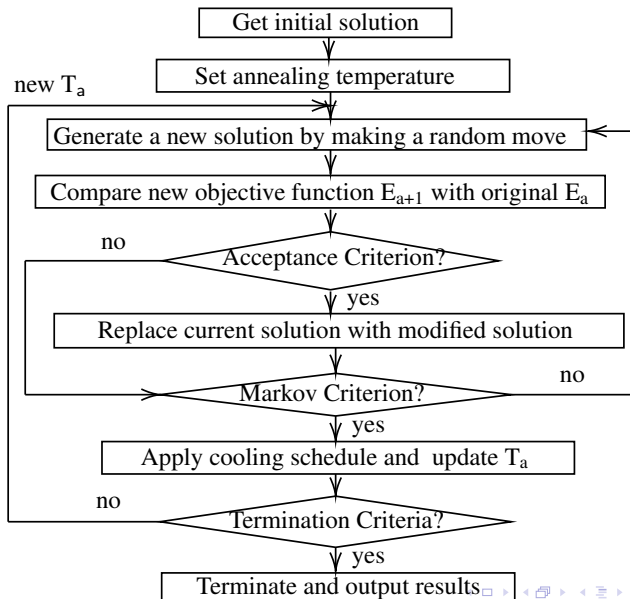 Get initial solution
Set annealing temperature
new Tₐ
Generate a new solution by making a random move
Compare new objective function Eₐ₊₁ with original Eₐ
no
Acceptance Criterion?
yes
Replace current solution with modified solution
Markov Criterion?
no
yes
Apply cooling schedule and update Tₐ
no
Termination Criteria?
yes
Terminate and output results